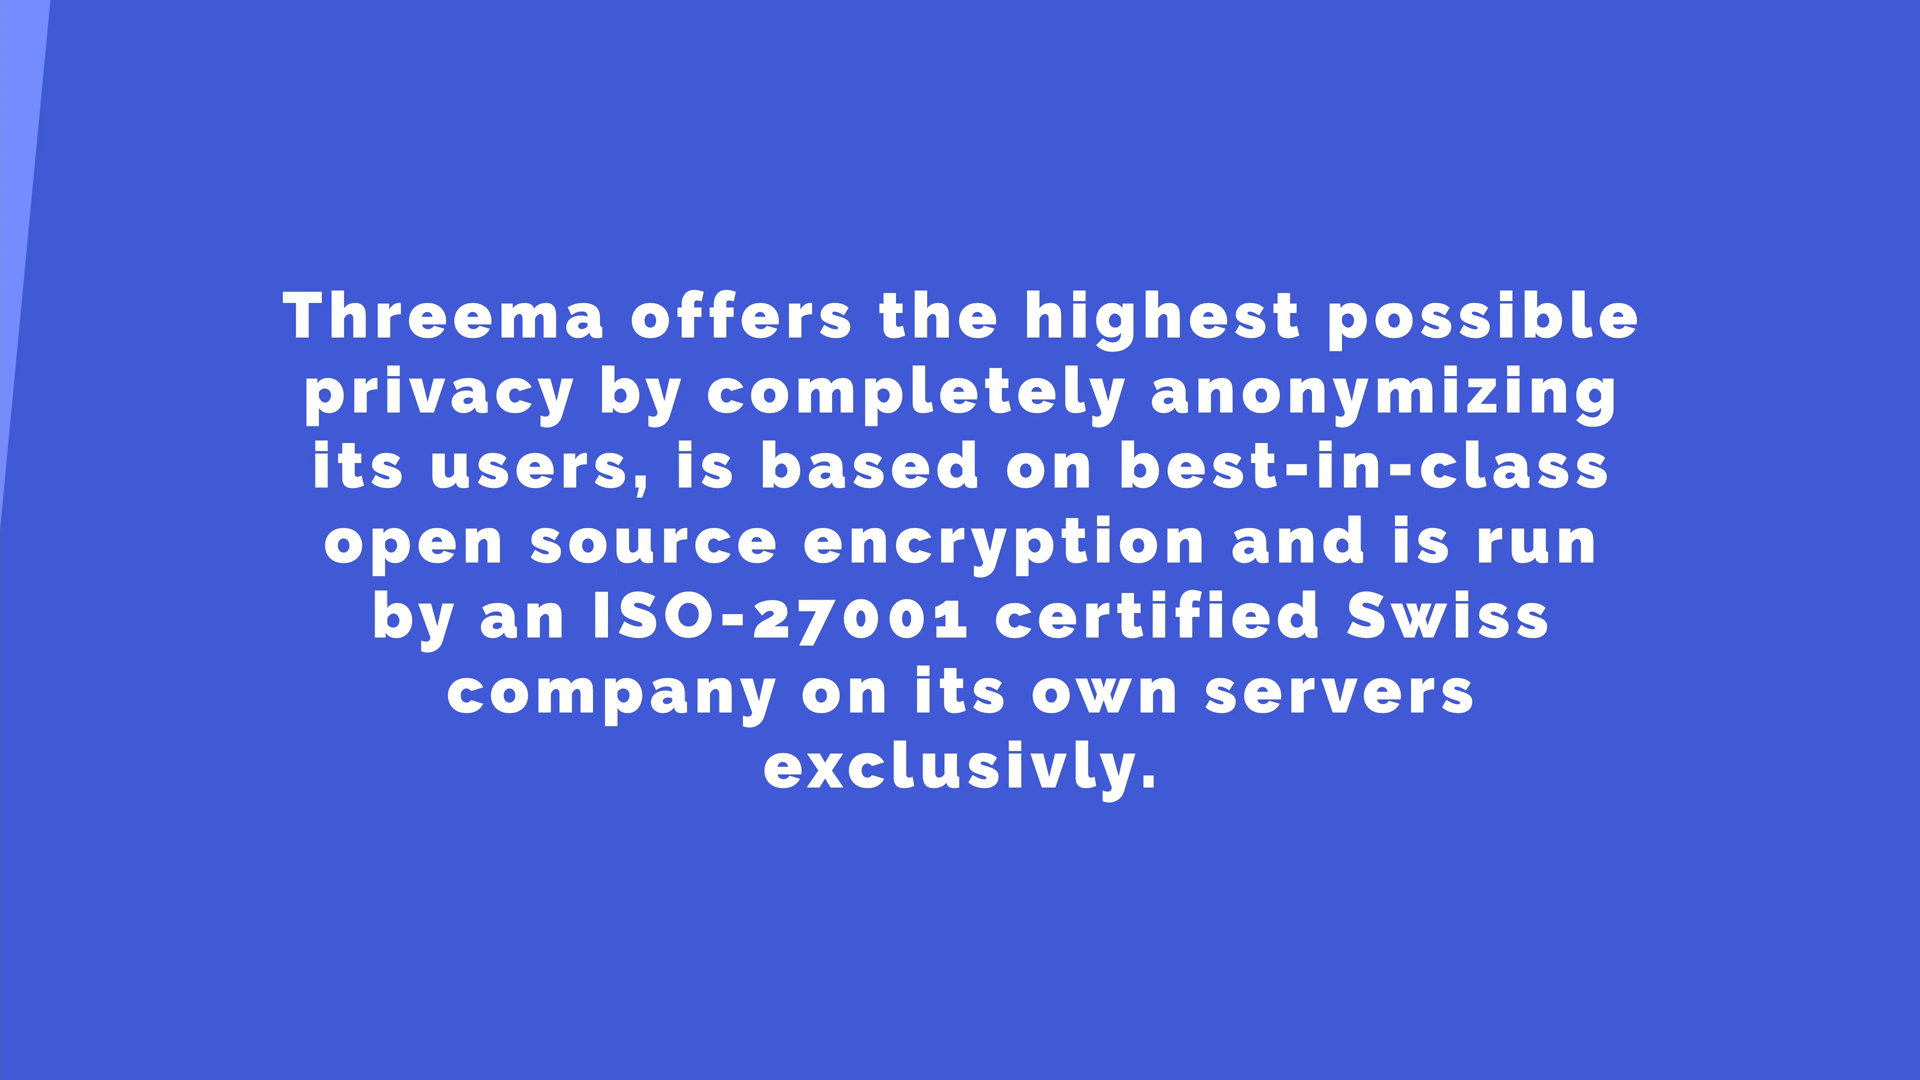 Threema offers the highest possible
privacy by completely anonymizing
its users, is based on best-in-class
open source encryption and is run
by an ISO-27001 certified Swiss
company on its own servers
exclusivly.